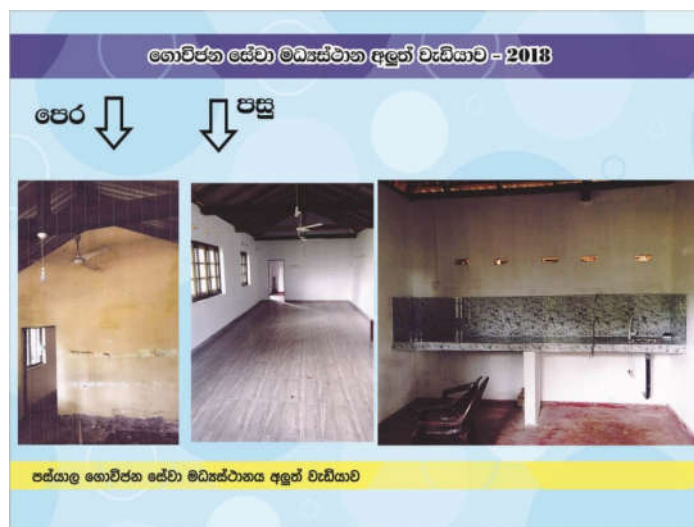 ගොවිජන සේවා මධ්‍යස්ථාන අලුත් වැඩියාව - 2018
පෙර
පසු
පස්යාල ගොවිජන සේවා මධ්‍යස්ථානය අලුත් වැඩියාව